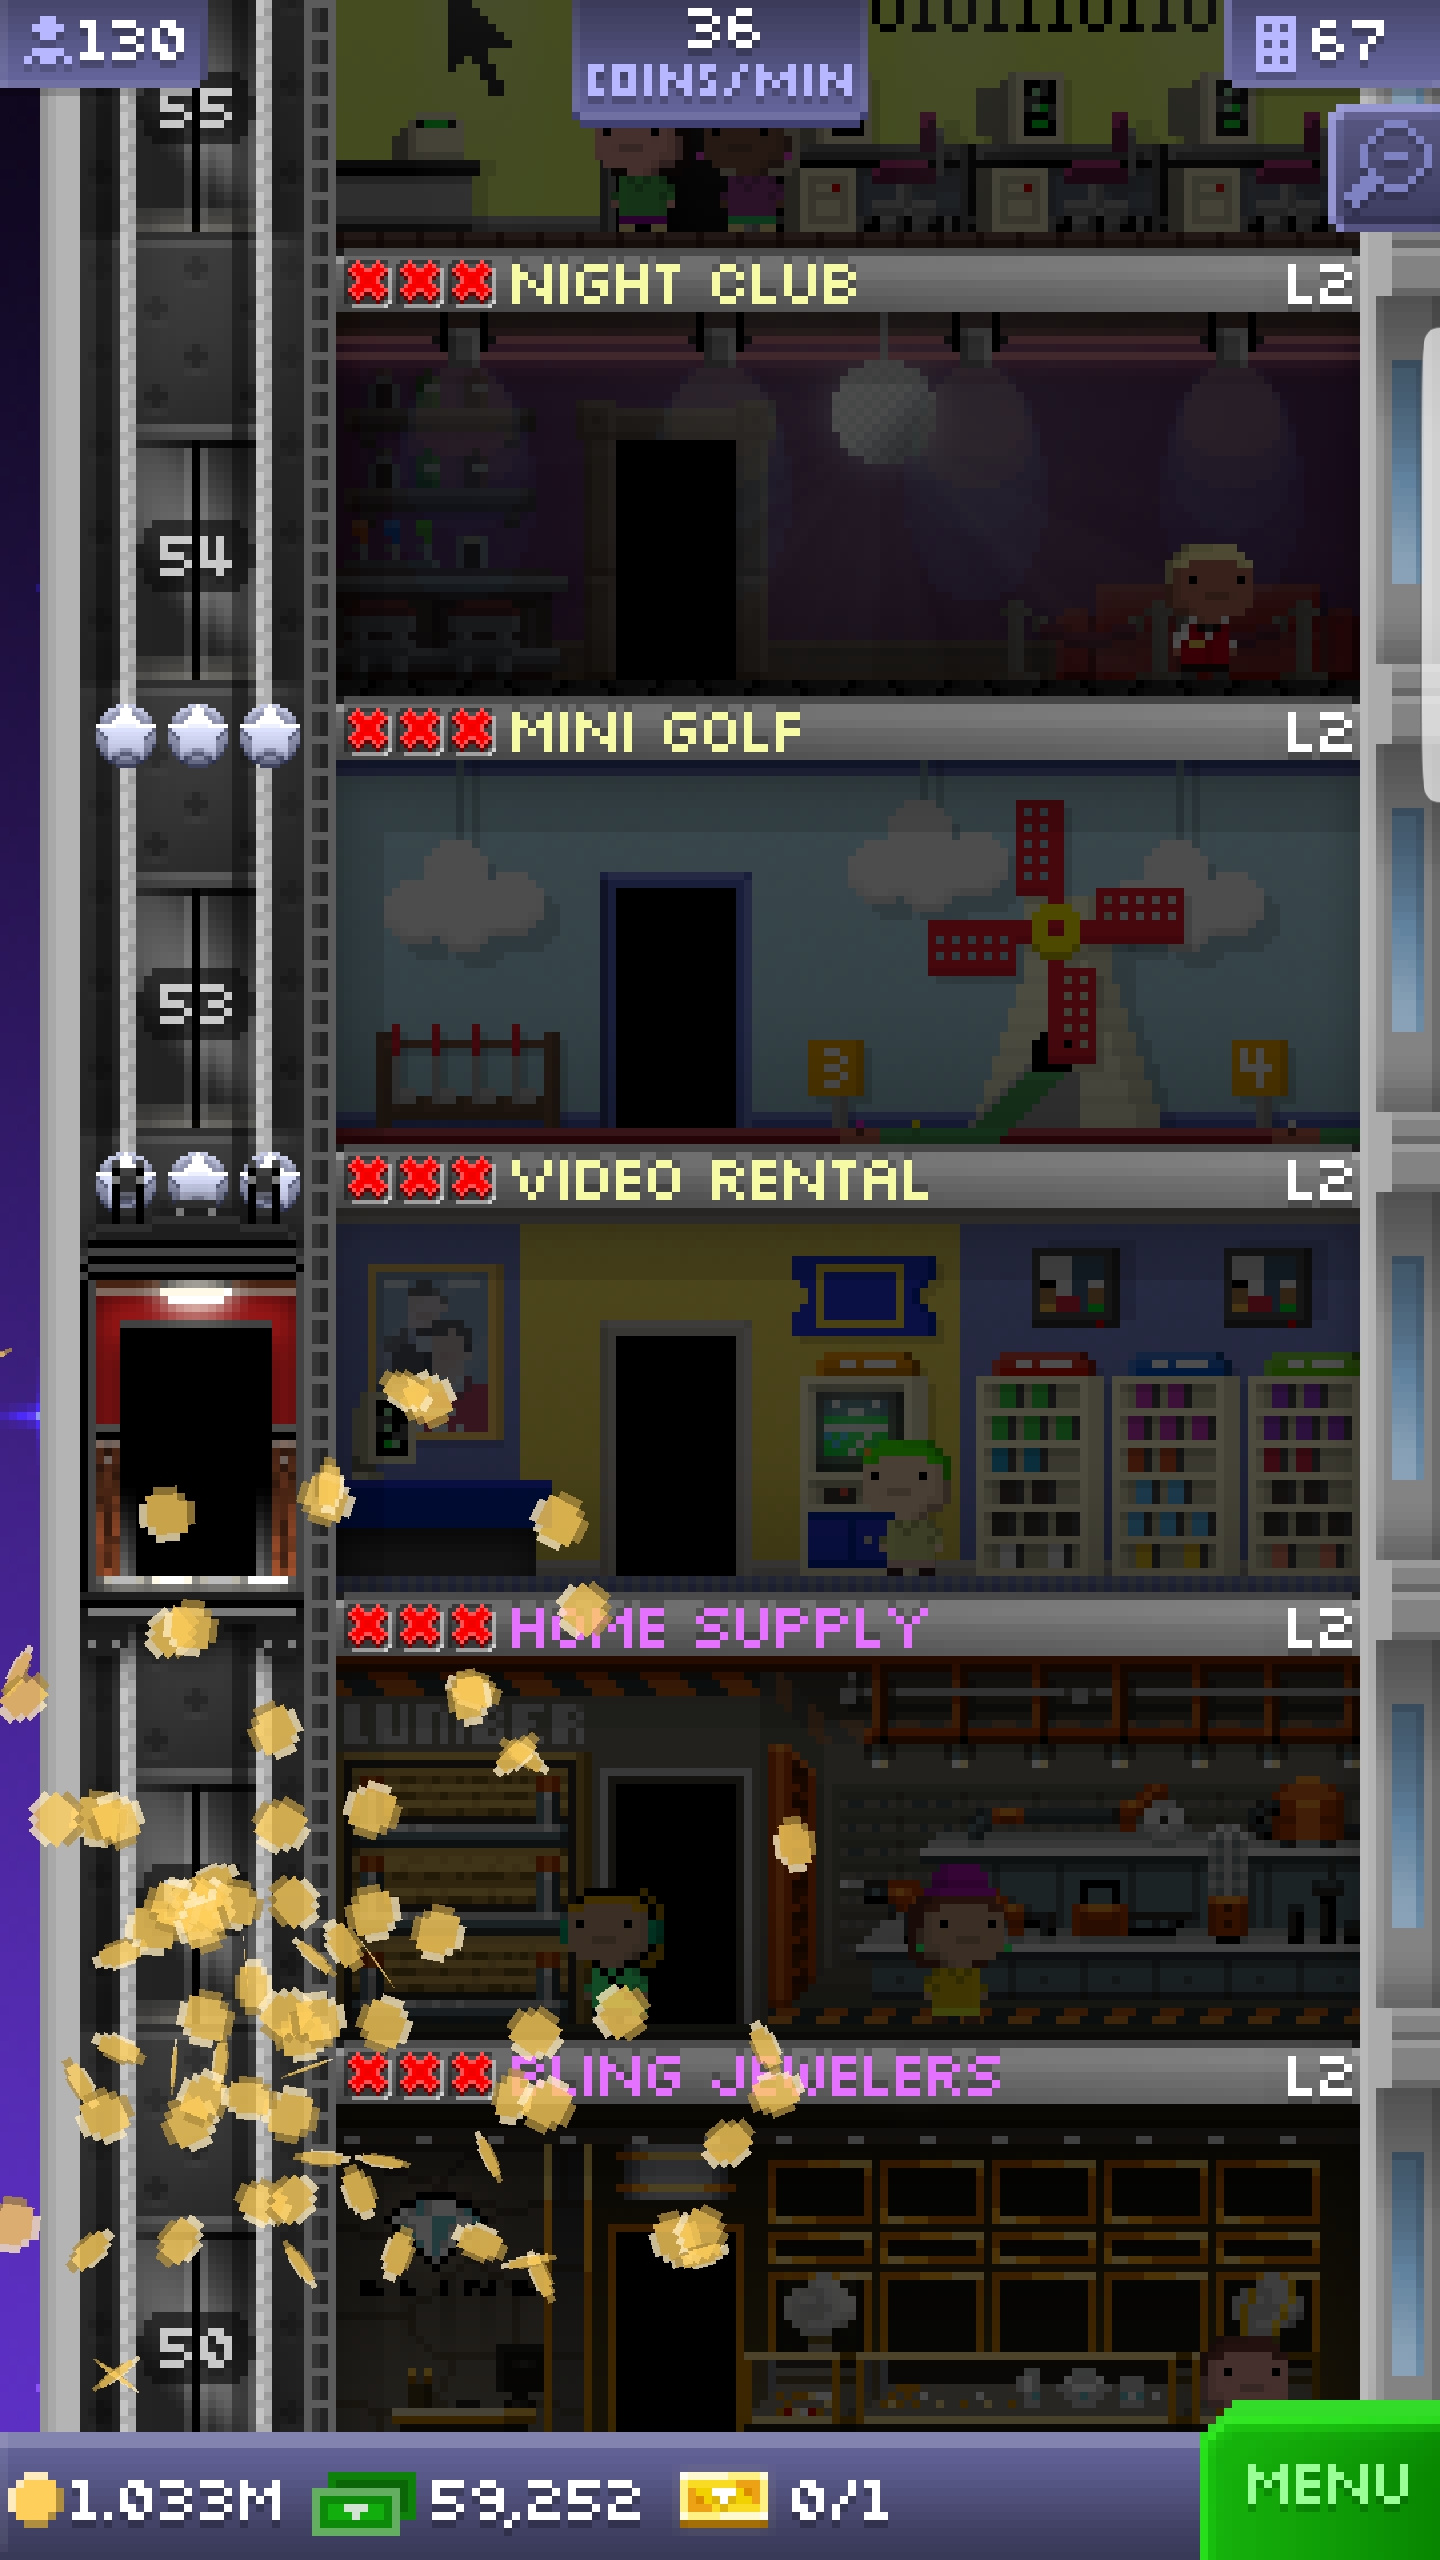 130
36
COINS/MIN
67
55
NIGHT CLUB L2
54
MINI GOLF L2
53
3
4
VIDEO RENTAL L2
HOME SUPPLY L2
LUMBER
BLING JEWELERS L2
50
1.033M 59,252 0/1
MENU